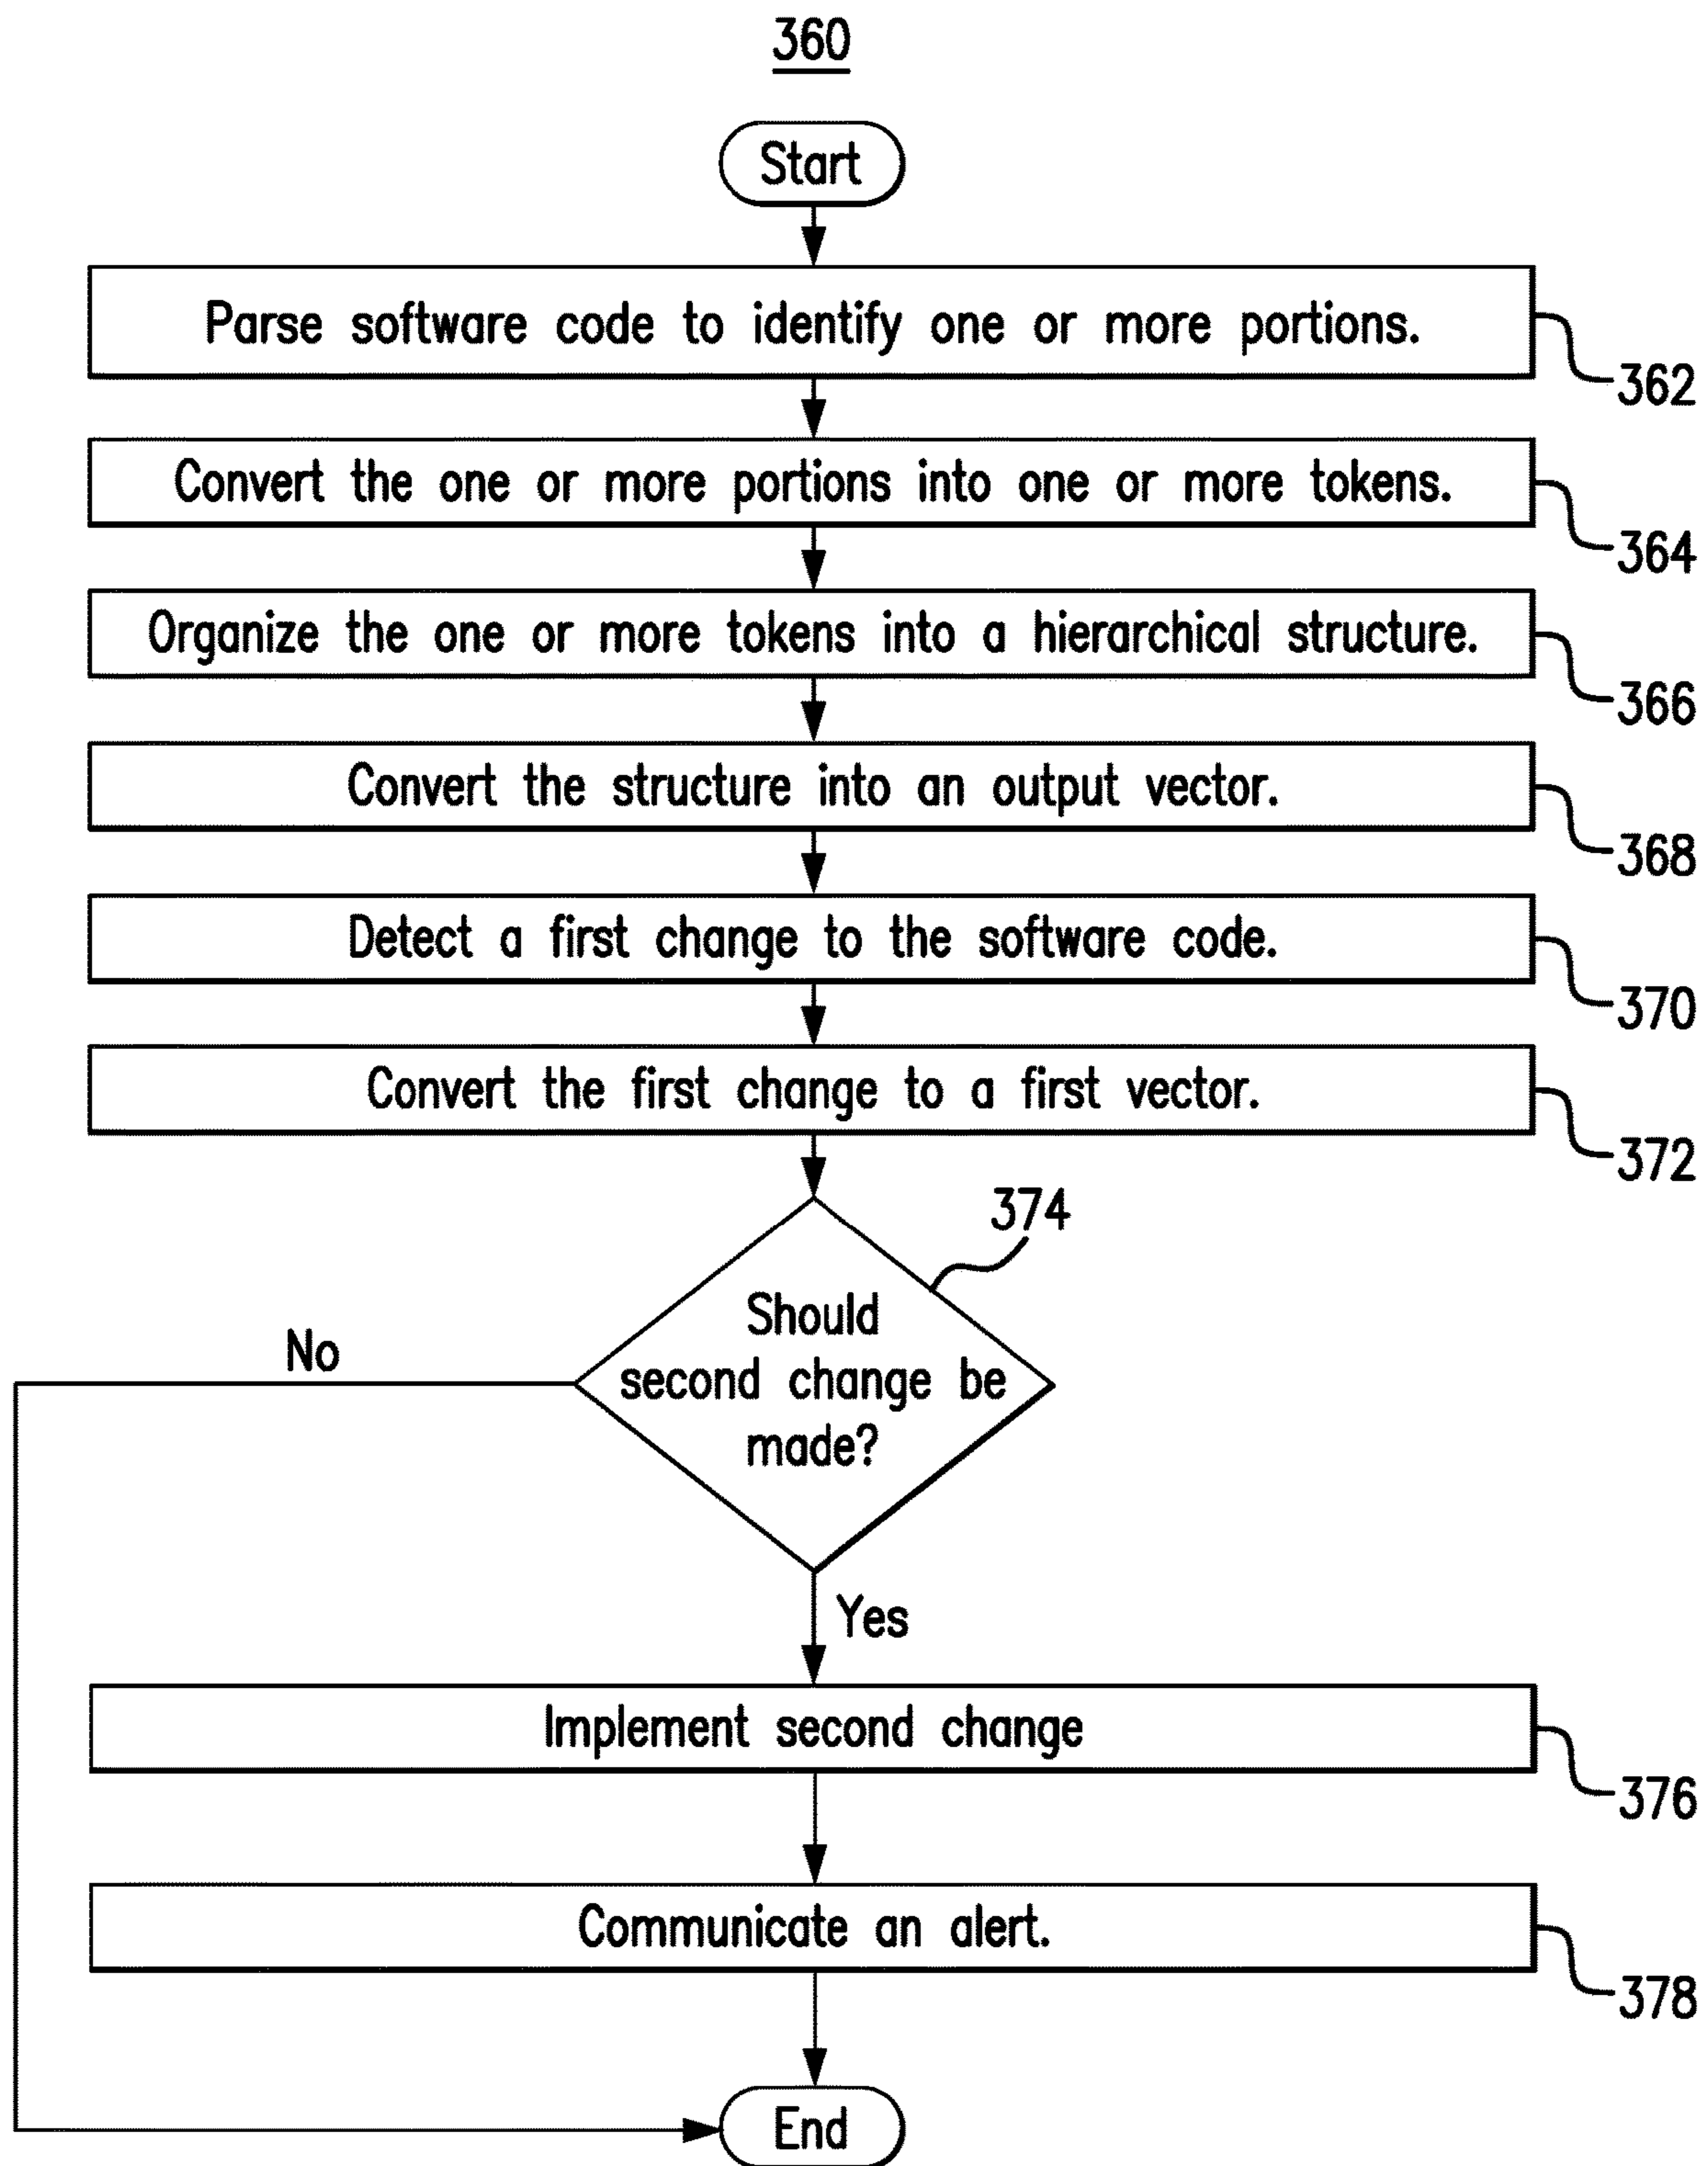 360
Start
Parse software code to identify one or more portions.
362
Convert the one or more portions into one or more tokens.
364
Organize the one or more tokens into a hierarchical structure.
366
Convert the structure into an output vector.
368
Detect a first change to the software code.
370
Convert the first change to a first vector.
372
374
Should
second change be
made?
No
Yes
Implement second change
376
Communicate an alert.
378
End